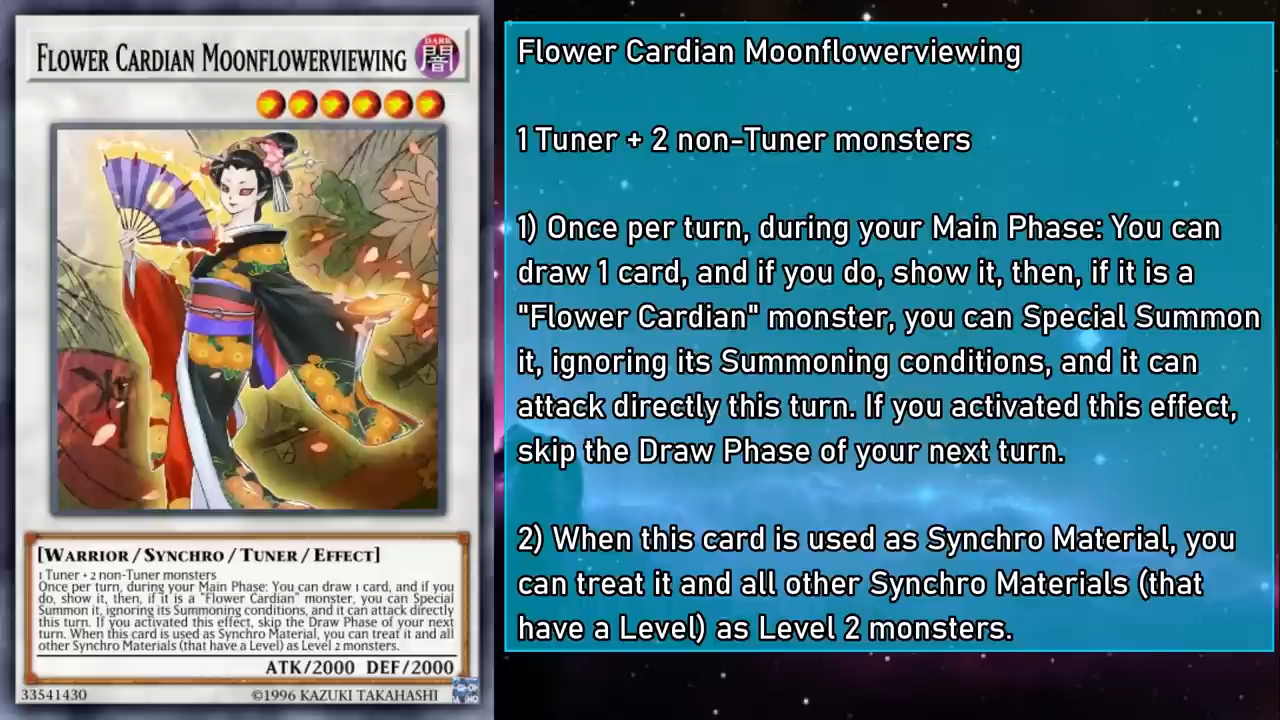 FLOWER CARDIAN MOONFLOWERVIEWING
DARK
闇
[WARRIOR / SYNCHRO / TUNER / EFFECT]
1 Tuner + 2 non-Tuner monsters
Once per turn, during your Main Phase: You can draw 1 card, and if you
do, show it, then, if it is a "Flower Cardian" monster, you can Special
Summon it, ignoring its Summoning conditions, and it can attack directly
this turn. If you activated this effect, skip the Draw Phase of your next
turn. When this card is used as Synchro Material, you can treat it and all
other Synchro Materials (that have a Level) as Level 2 monsters.
ATK/2000 DEF/2000
33541430
©1996 KAZUKI TAKAHASHI
Flower Cardian Moonflowerviewing
1 Tuner + 2 non-Tuner monsters
1) Once per turn, during your Main Phase: You can
draw 1 card, and if you do, show it, then, if it is a
"Flower Cardian" monster, you can Special Summon
it, ignoring its Summoning conditions, and it can
attack directly this turn. If you activated this effect,
skip the Draw Phase of your next turn.
2) When this card is used as Synchro Material, you
can treat it and all other Synchro Materials (that
have a Level) as Level 2 monsters.